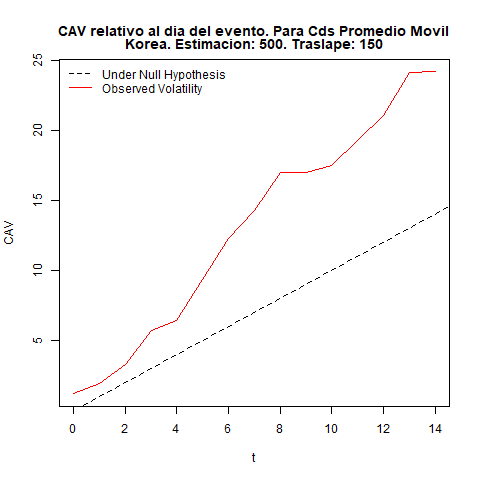 CAV relativo al dia del evento. Para Cds Promedio Movil
Korea. Estimacion: 500. Traslape: 150
Under Null Hypothesis
Observed Volatility
25
20
15
10
5
CAV
0 2 4 6 8 10 12 14
t